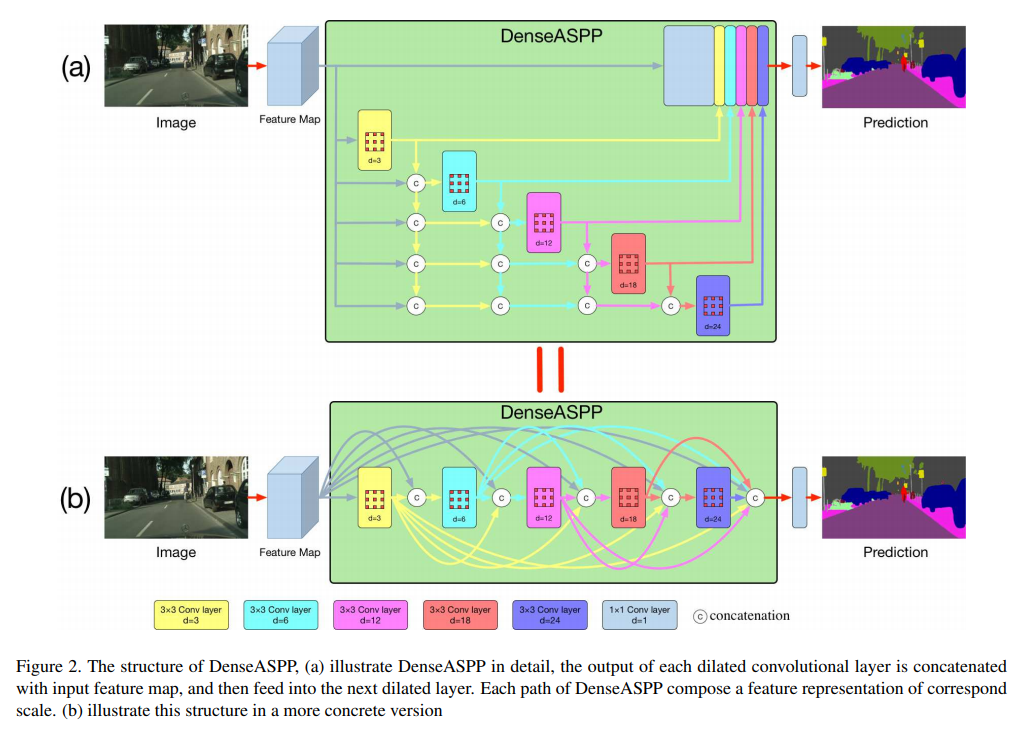 DenseASPP
(a)
Image
Feature Map
d=3
c
d=6
c
c
d=12
c
c
c
d=18
c
c
c
c
d=24
Prediction
DenseASPP
(b)
Image
Feature Map
d=3
c
d=6
c
d=12
c
d=18
c
d=24
c
Prediction
3×3 Conv layer
d=3
3×3 Conv layer
d=6
3×3 Conv layer
d=12
3×3 Conv layer
d=18
3×3 Conv layer
d=24
1×1 Conv layer
d=1
c concatenation
Figure 2. The structure of DenseASPP, (a) illustrate DenseASPP in detail, the output of each dilated convolutional layer is concatenated
with input feature map, and then feed into the next dilated layer. Each path of DenseASPP compose a feature representation of correspond
scale. (b) illustrate this structure in a more concrete version